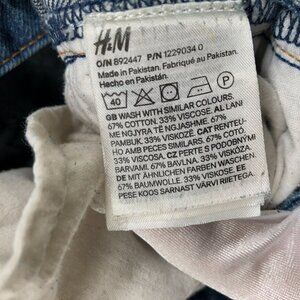 H&M
O/N 892447 P/N 1229034 0
Made in Pakistan. Fabriqué au Pakistan.
Hecho en Pakistán.
40 P
GB WASH WITH SIMILAR COLOURS.
67% COTTON, 33% VISCOSE. AL LANI
ME NGJYRA TË NGJASHME. 67%
PAMBUK, 33% VISKOZË. CAT RENTEU-
HO AMB PECES SIMILARS. 67% COTÓ,
33% VISCOSA. CZ PERTE S PODOBNÝMI
BARVAMI. 67% BAVLNA, 33% VISKÓZA.
DE MIT ÄHNLICHEN FARBEN WASCHEN.
67% BAUMWOLLE, 33% VISKOSE. EE
PESE KOOS SARNAST VÄRVI RIIETEGA.